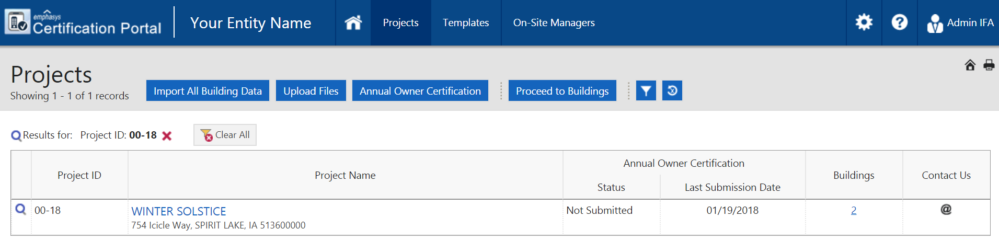 emphasys
Certification Portal
Your Entity Name
Projects
Templates
On-Site Managers
Admin IFA
Projects
Showing 1 - 1 of 1 records
Import All Building Data
Upload Files
Annual Owner Certification
Proceed to Buildings
Results for: Project ID: 00-18
Clear All
Project ID
Project Name
Annual Owner Certification
Status
Last Submission Date
Buildings
Contact Us
00-18
WINTER SOLSTICE
754 Icicle Way, SPIRIT LAKE, IA 513600000
Not Submitted
01/19/2018
2
@